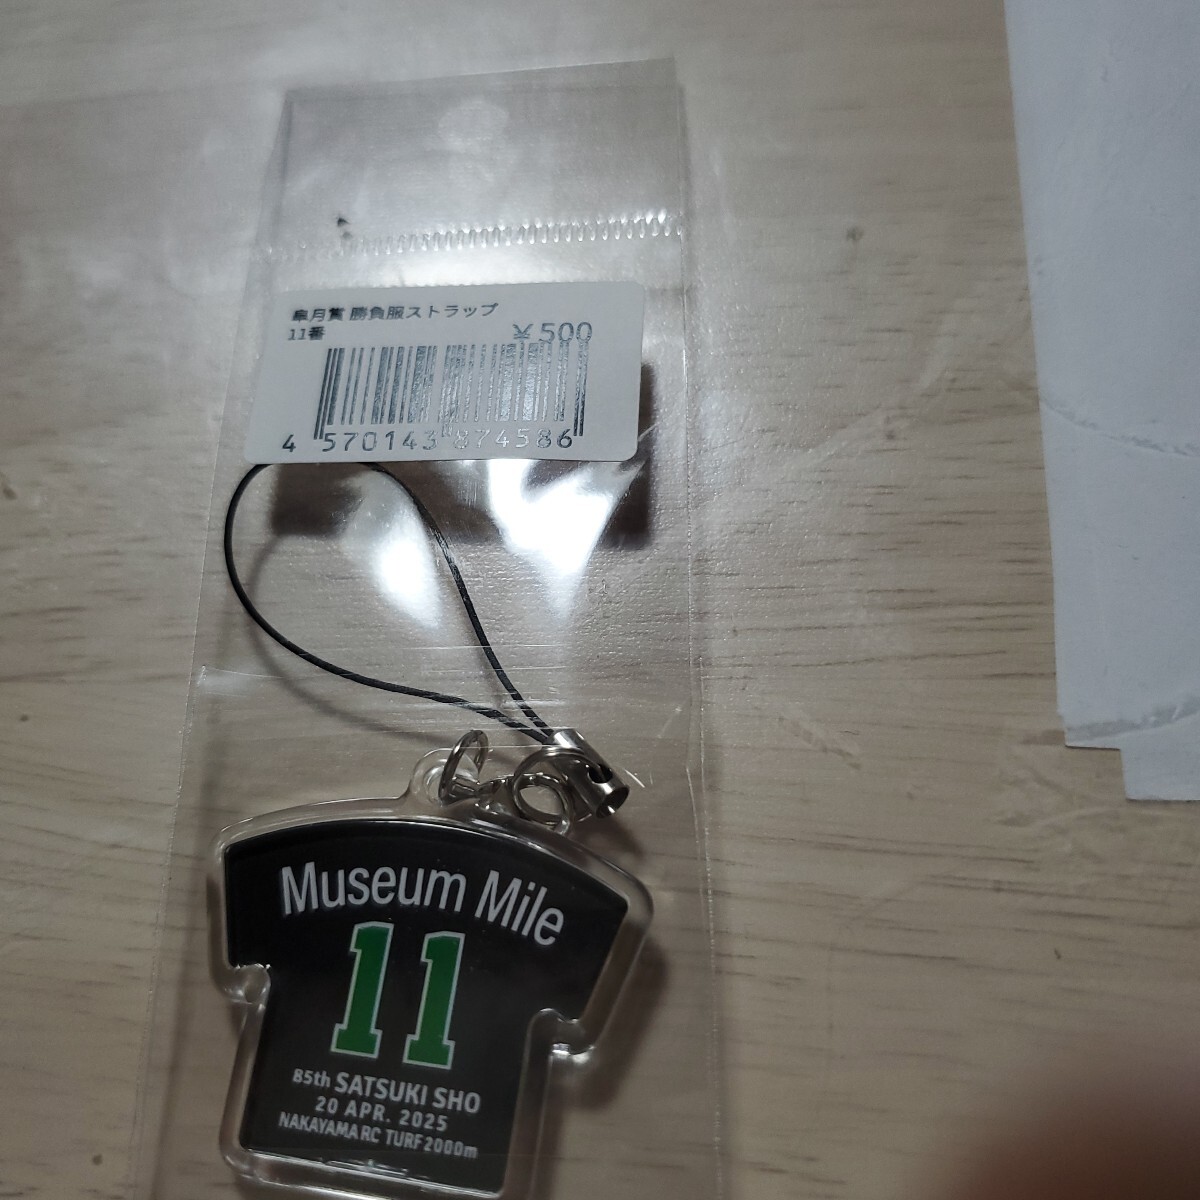 皐月賞 勝負服ストラップ
11番
¥500
4 570143 874586
Museum Mile
11
85th SATSUKI SHO
20 APR. 2025
NAKAYAMA RC TURF 2000m